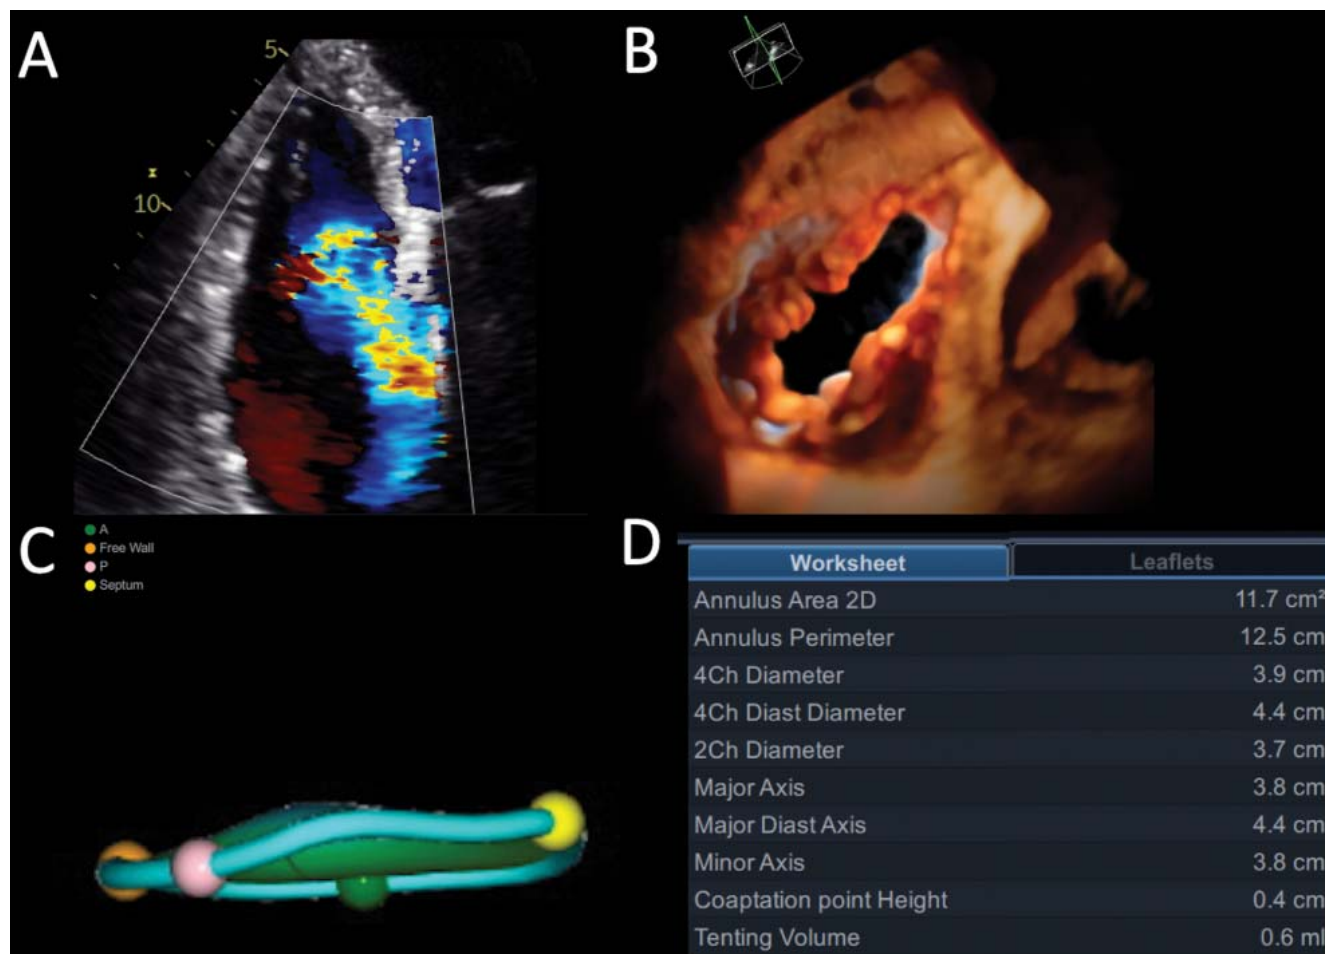 A
5
10
B
C
A
Free Wall
P
Septum
D
Worksheet Leaflets
Annulus Area 2D 11.7 cm²
Annulus Perimeter 12.5 cm
4Ch Diameter 3.9 cm
4Ch Diast Diameter 4.4 cm
2Ch Diameter 3.7 cm
Major Axis 3.8 cm
Major Diast Axis 4.4 cm
Minor Axis 3.8 cm
Coaptation point Height 0.4 cm
Tenting Volume 0.6 ml